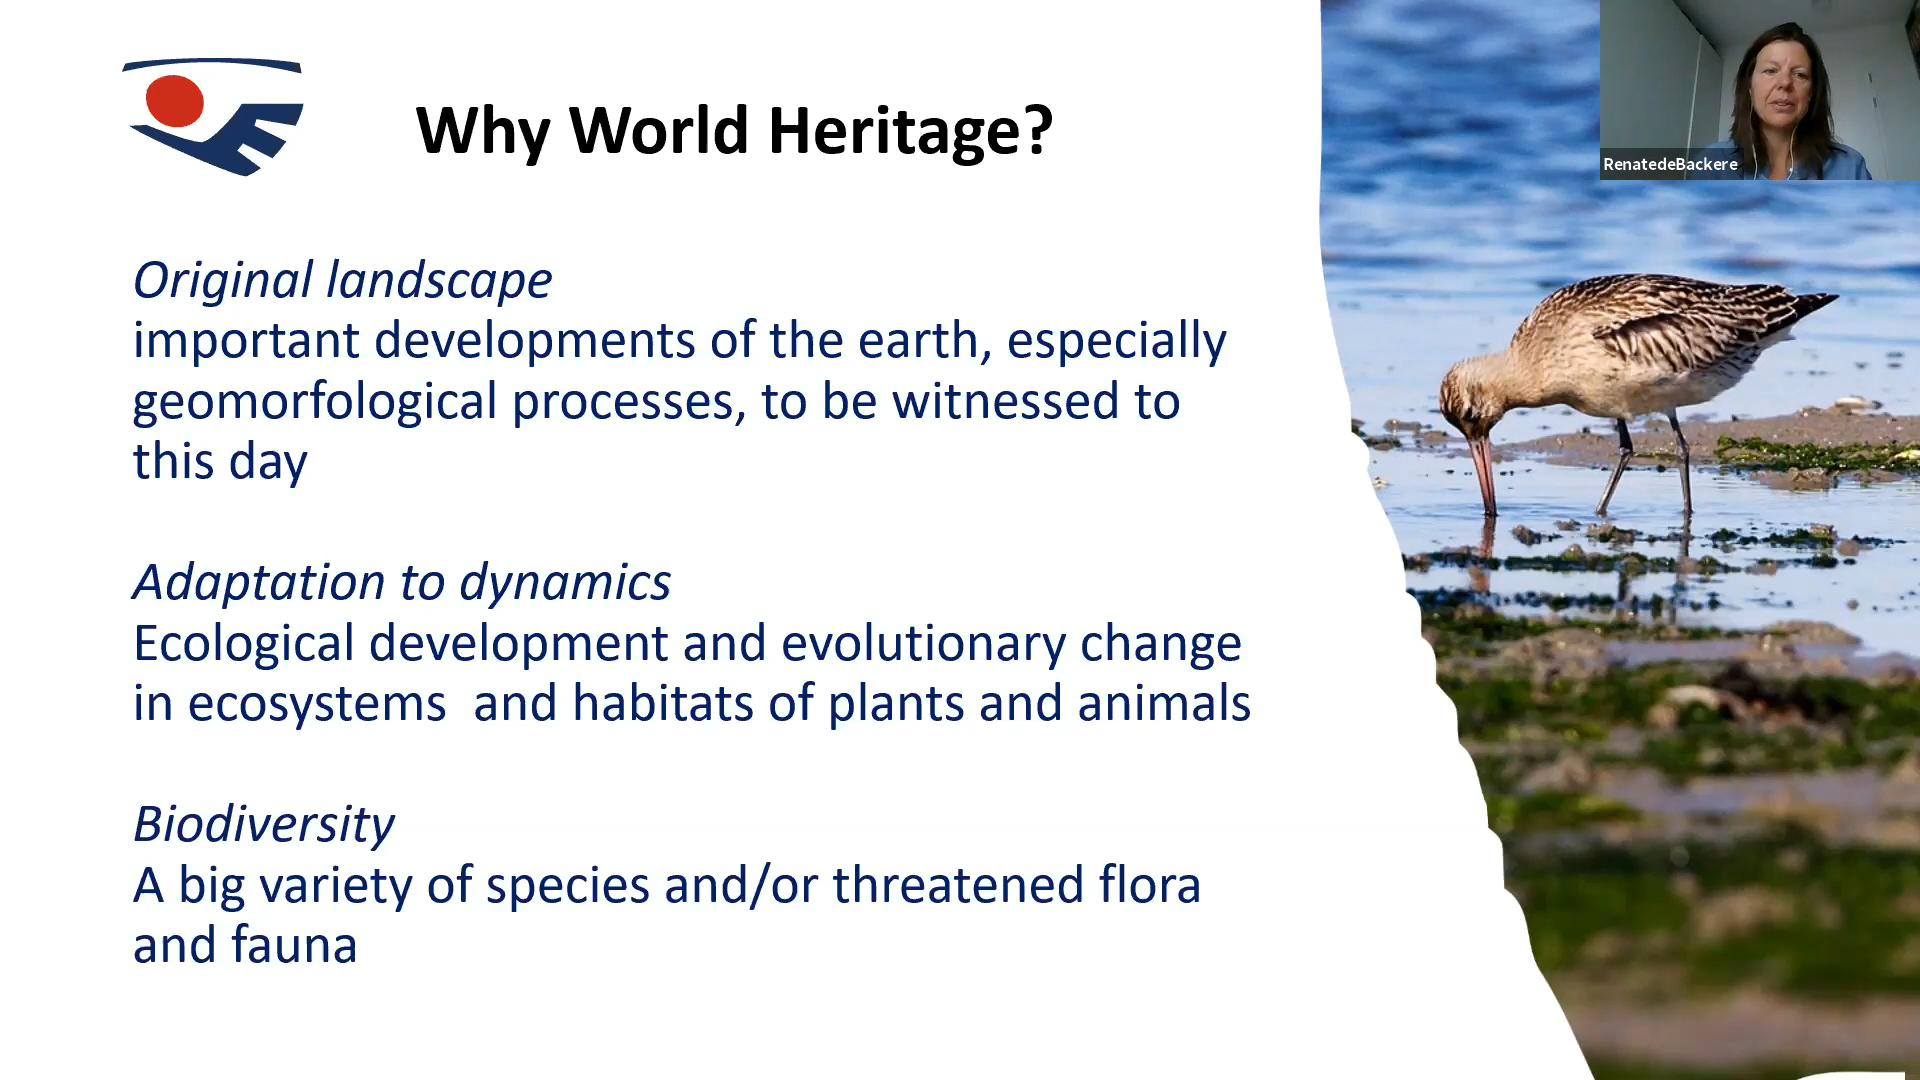 Why World Heritage?
RenatedeBackere
Original landscape
important developments of the earth, especially
geomorfological processes, to be witnessed to
this day
Adaptation to dynamics
Ecological development and evolutionary change
in ecosystems  and habitats of plants and animals
Biodiversity
A big variety of species and/or threatened flora
and fauna